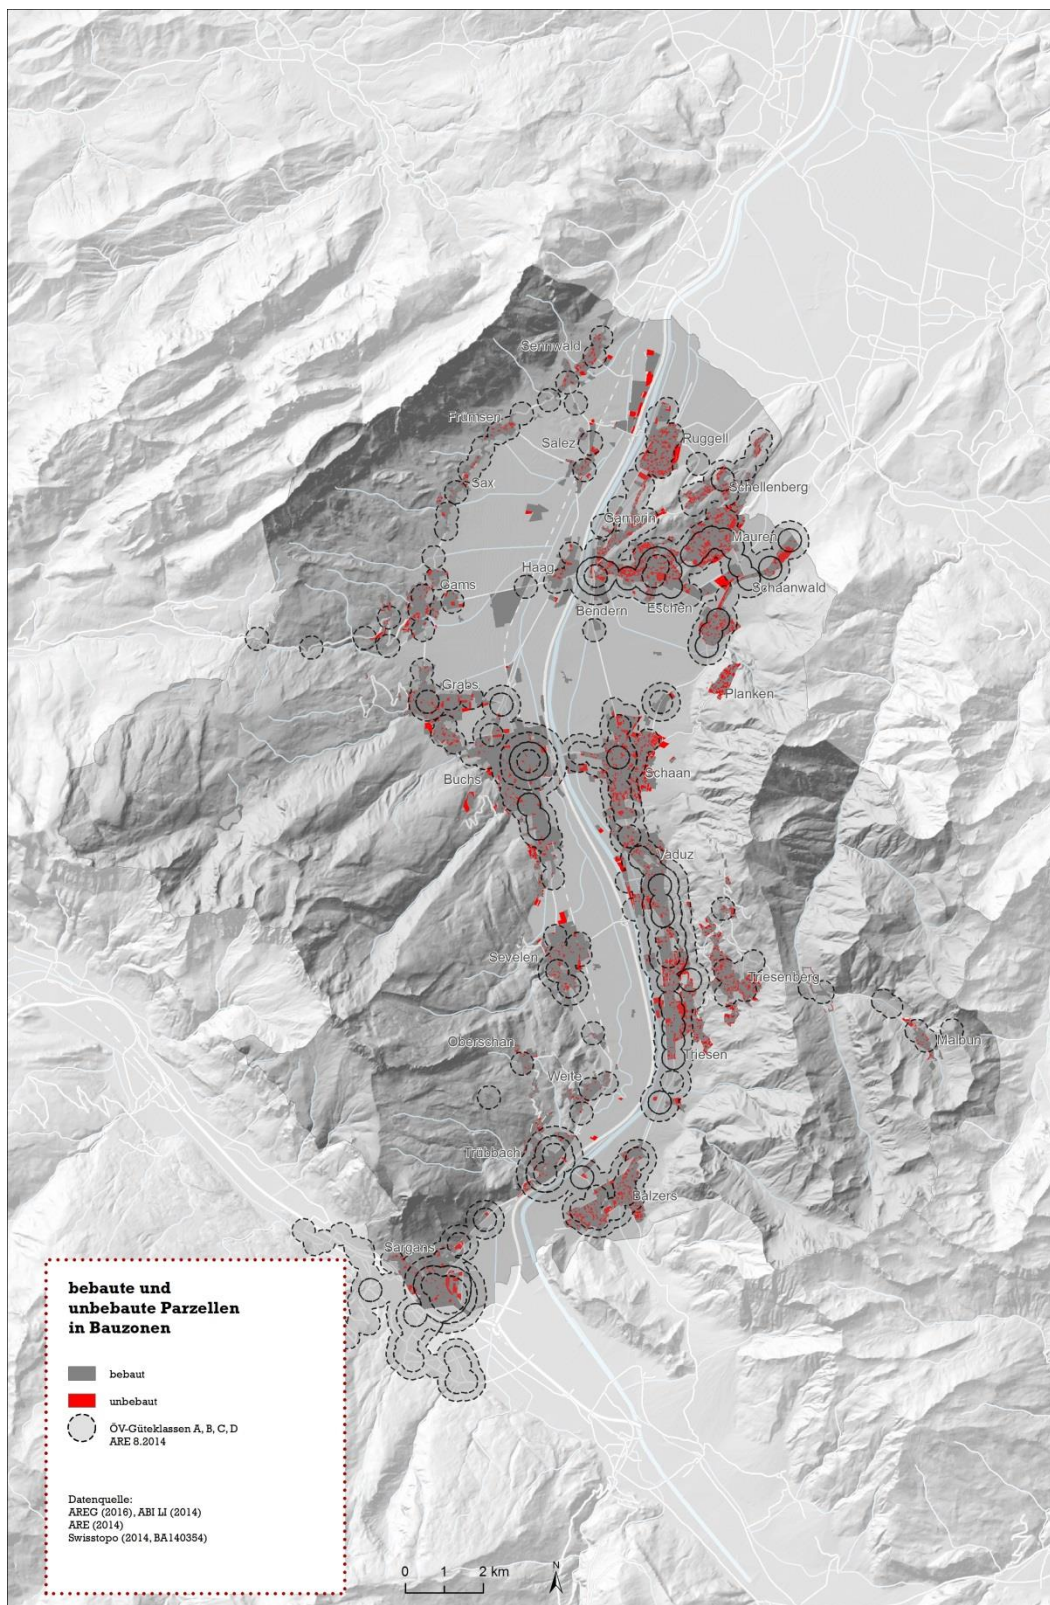 Sennwald
Frümsen
Salez
Ruggell
Sax
Schellenberg
Gamprin
Mauren
Haag
Gams
Schaanwald
Bendern
Eschen
Grabs
Planken
Buchs
Schaan
Vaduz
Sevelen
Triesenberg
Oberschan
Malbun
Triesen
Weite
Trübbach
Balzers
Sargans
bebaute und
unbebaute Parzellen
in Bauzonen
bebaut
unbebaut
ÖV-Güteklassen A, B, C, D
ARE 8.2014
Datenquelle:
AREG (2016), ABI LI (2014)
ARE (2014)
Swisstopo (2014, BA140354)
0 1 2 km
N